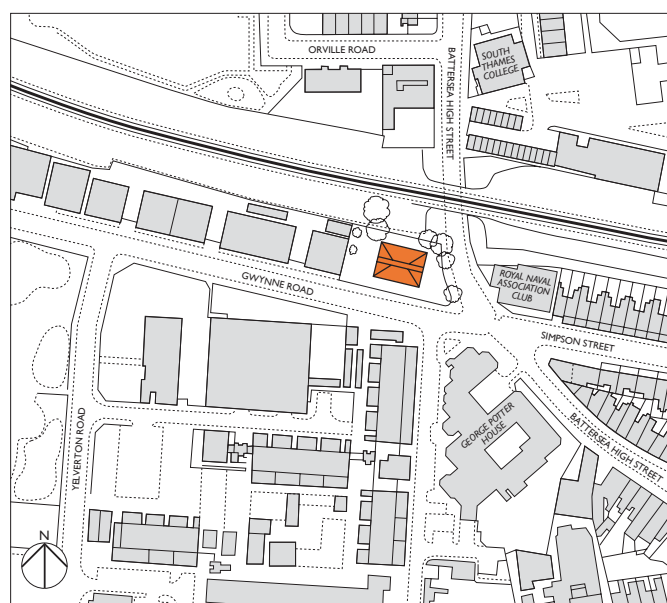 ORVILLE ROAD
BATTERSEA HIGH STREET
SOUTH
THAMES
COLLEGE
GWYNNE ROAD
ROYAL NAVAL
ASSOCIATION
CLUB
SIMPSON STREET
GEORGE POTTER
HOUSE
BATTERSEA HIGH STREET
YELVERTON ROAD
N